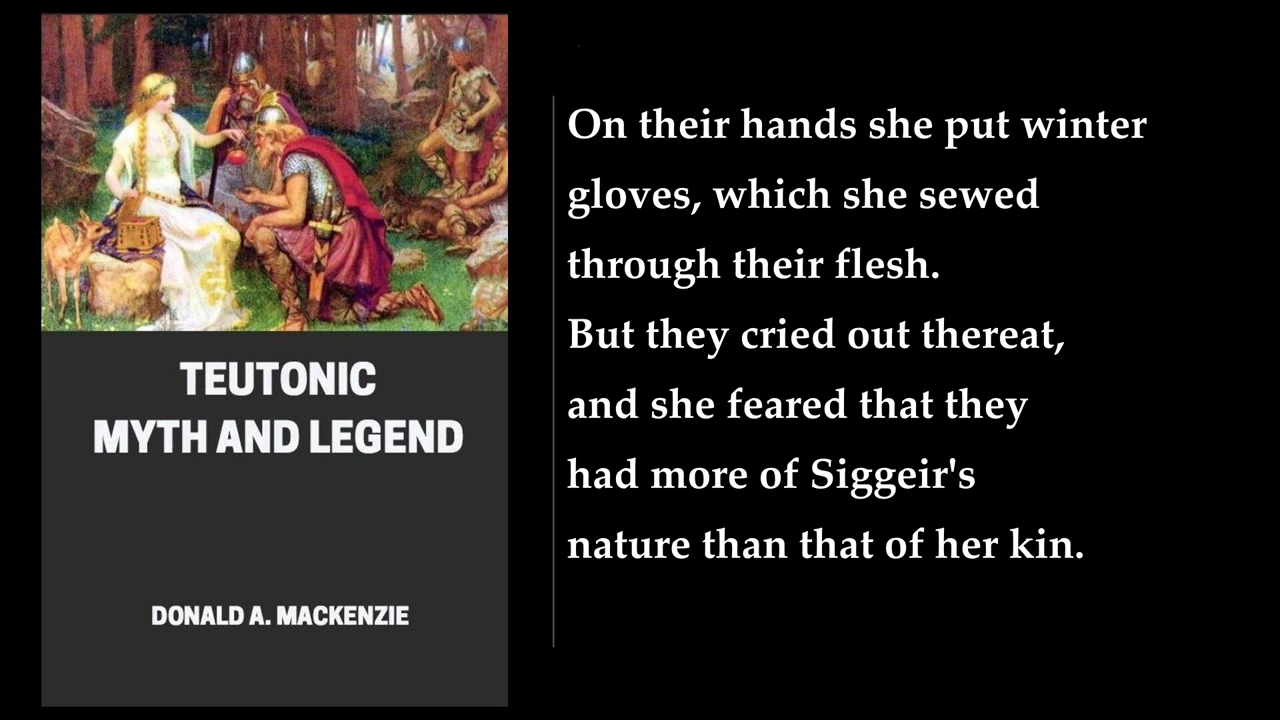 TEUTONIC
MYTH AND LEGEND
DONALD A. MACKENZIE
On their hands she put winter
gloves, which she sewed
through their flesh.
But they cried out thereat,
and she feared that they
had more of Siggeir's
nature than that of her kin.